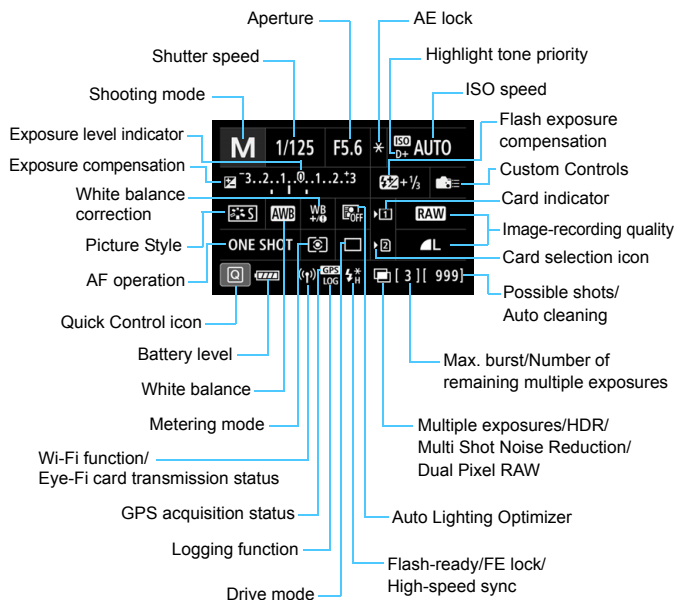 Aperture
AE lock
Shutter speed
Highlight tone priority
Shooting mode
ISO speed
Exposure level indicator
Flash exposure
compensation
Exposure compensation
Custom Controls
White balance
correction
Card indicator
Picture Style
Image-recording quality
AF operation
Card selection icon
M 1/125 F5.6 ISO D+ AUTO
-3..2..1..0..1..2.+3 +1/3
S AWB WB +/- OFF 1 RAW
ONE SHOT 2 L
Q GPS LOG H [ 3 ][ 999]
Quick Control icon
Possible shots/
Auto cleaning
Battery level
Max. burst/Number of
remaining multiple exposures
White balance
Metering mode
Multiple exposures/HDR/
Multi Shot Noise Reduction/
Dual Pixel RAW
Wi-Fi function/
Eye-Fi card transmission status
GPS acquisition status
Auto Lighting Optimizer
Logging function
Flash-ready/FE lock/
High-speed sync
Drive mode